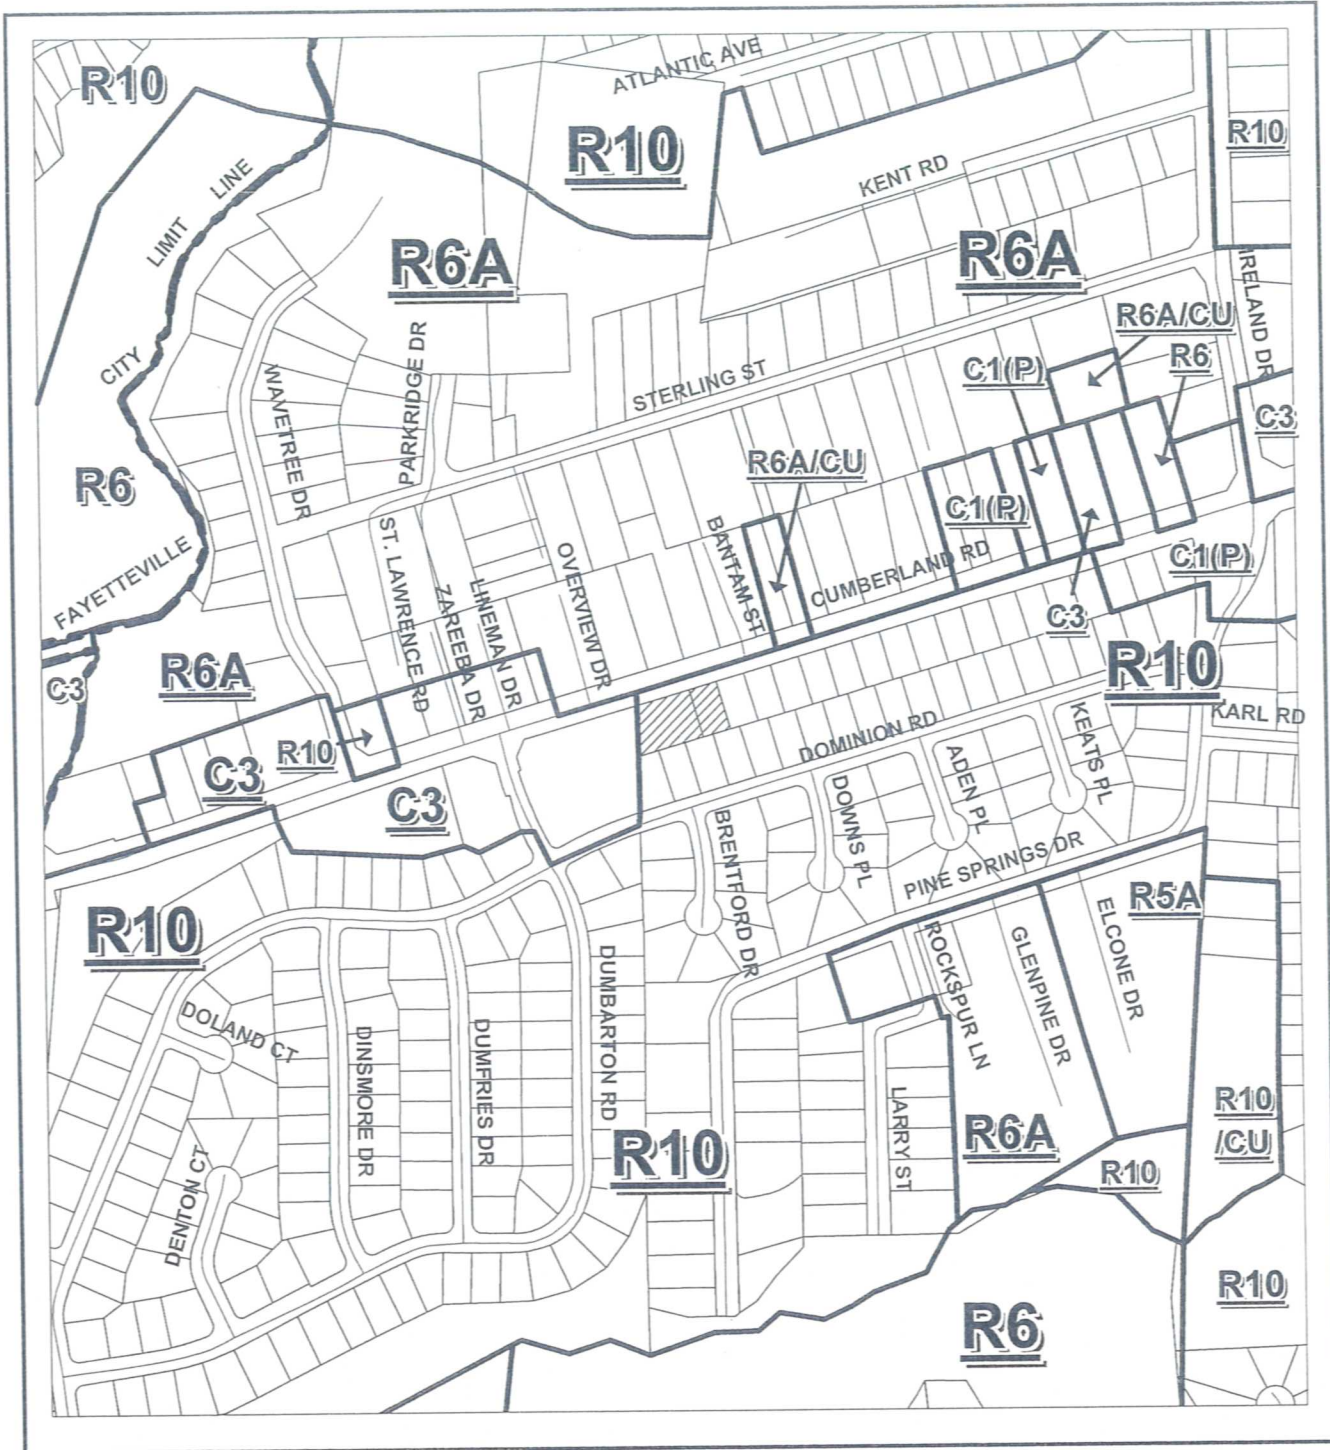 R10
ATLANTIC AVE
R10
R10
KENT RD
LIMIT LINE
R6A
R6A
IRELAND DR
R6A/CU
C1(P)
R6
CITY
WAVETREE DR
PARKRIDGE DR
STERLING ST
C3
R6A/CU
R6
C1(P)
ST. LAWRENCE RD
OVERVIEW DR
BANTAM ST
CUMBERLAND RD
C1(P)
FAYETTEVILLE
ZAREEBA DR
LINEMAN DR
C3
R10
R6A
C3
KARL RD
R10
DOMINION RD
KEATS PL
C3
C3
ADEN PL
DOWNS PL
BRENTFORD DR
PINE SPRINGS DR
R5A
R10
ROCKSPUR LN
GLENPINE DR
ELCONE DR
DUMBARTON RD
DOLAND CT
DINSMORE DR
DUMFRIES DR
LARRY ST
R10
/CU
R10
R6A
R10
DENTON CT
R10
R6